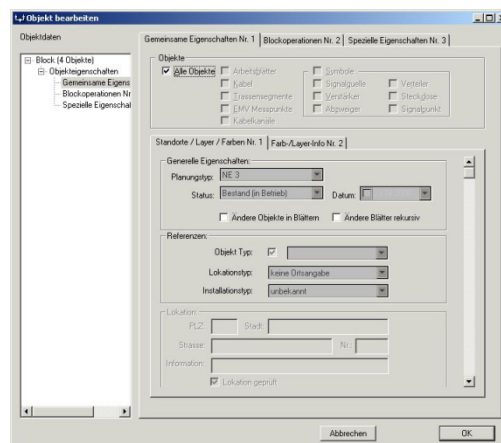 Objekt bearbeiten
Objektdaten
Block (4 Objekte)
Objekteigenschaften
Gemeinsame Eigens
Blockoperationen Nr
Spezielle Eigenschaf
Gemeinsame Eigenschaften Nr. 1 Blockoperationen Nr. 2 Spezielle Eigenschaften Nr. 3
Objekte
Alle Objekte Arbeitsblätter Symbole
Kabel Signalquelle Verteiler
Trassensegmente Verstärker Steckdose
EMV Messpunkte Abzweiger Signalpunkt
Kabelkanäle
Standorte / Layer / Farben Nr. 1 Farb-/Layer-Info Nr. 2
Generelle Eigenschaften:
Planungstyp: NE 3
Status: Bestand (in Betrieb) Datum:
Ändere Objekte in Blättern Ändere Blätter rekursiv
Referenzen:
Objekt Typ:
Lokationstyp: keine Ortsangabe
Installationstyp: unbekannt
Lokation:
PLZ: Stadt:
Strasse: Nr.:
Information:
Lokation geprüft
Abbrechen OK